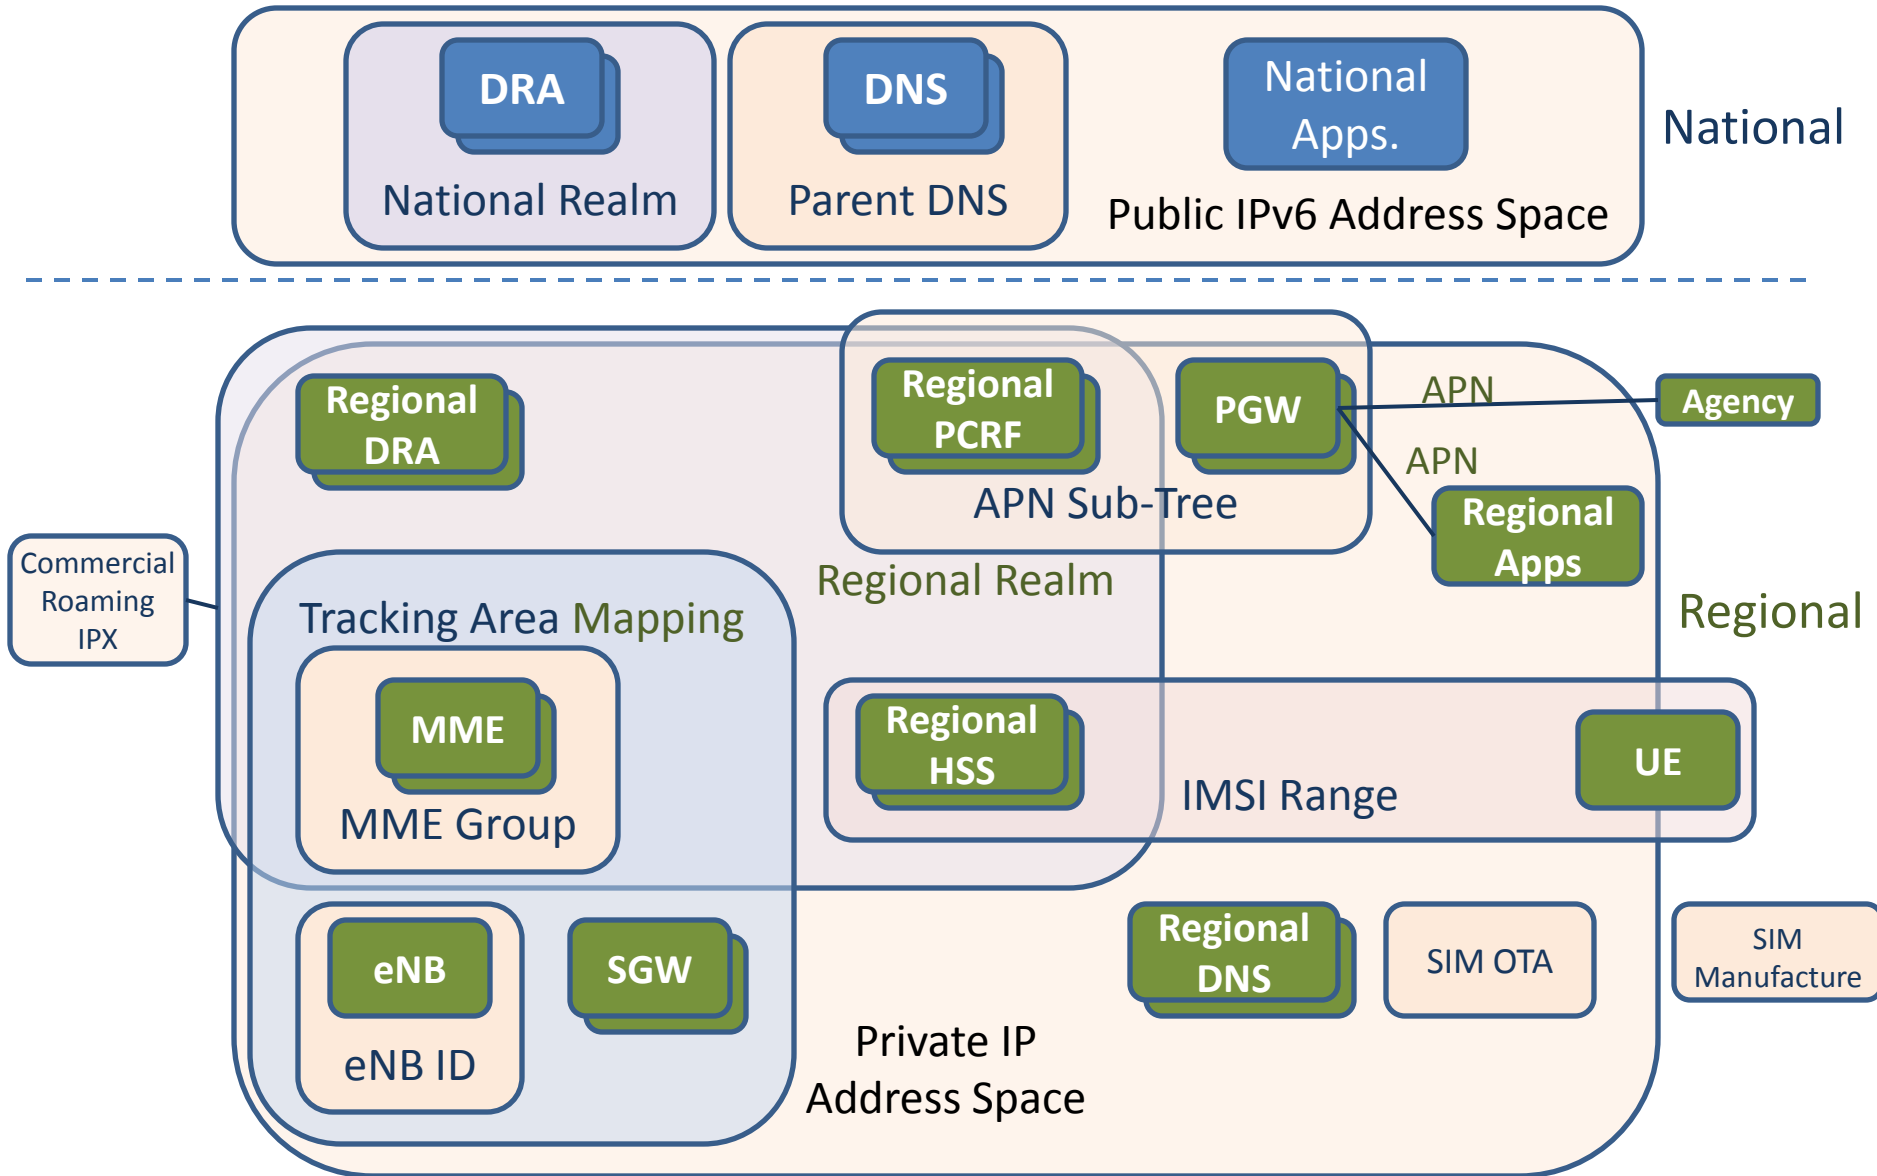 DRA
National Realm
DNS
Parent DNS
National
Apps.
Public IPv6 Address Space
National
Regional
DRA
Regional
PCRF
PGW
APN Sub-Tree
APN
Agency
APN
Regional
Apps
Commercial
Roaming
IPX
Regional Realm
Regional
Tracking Area Mapping
MME
MME Group
Regional
HSS
IMSI Range
UE
eNB
eNB ID
SGW
Regional
DNS
SIM OTA
SIM
Manufacture
Private IP
Address Space